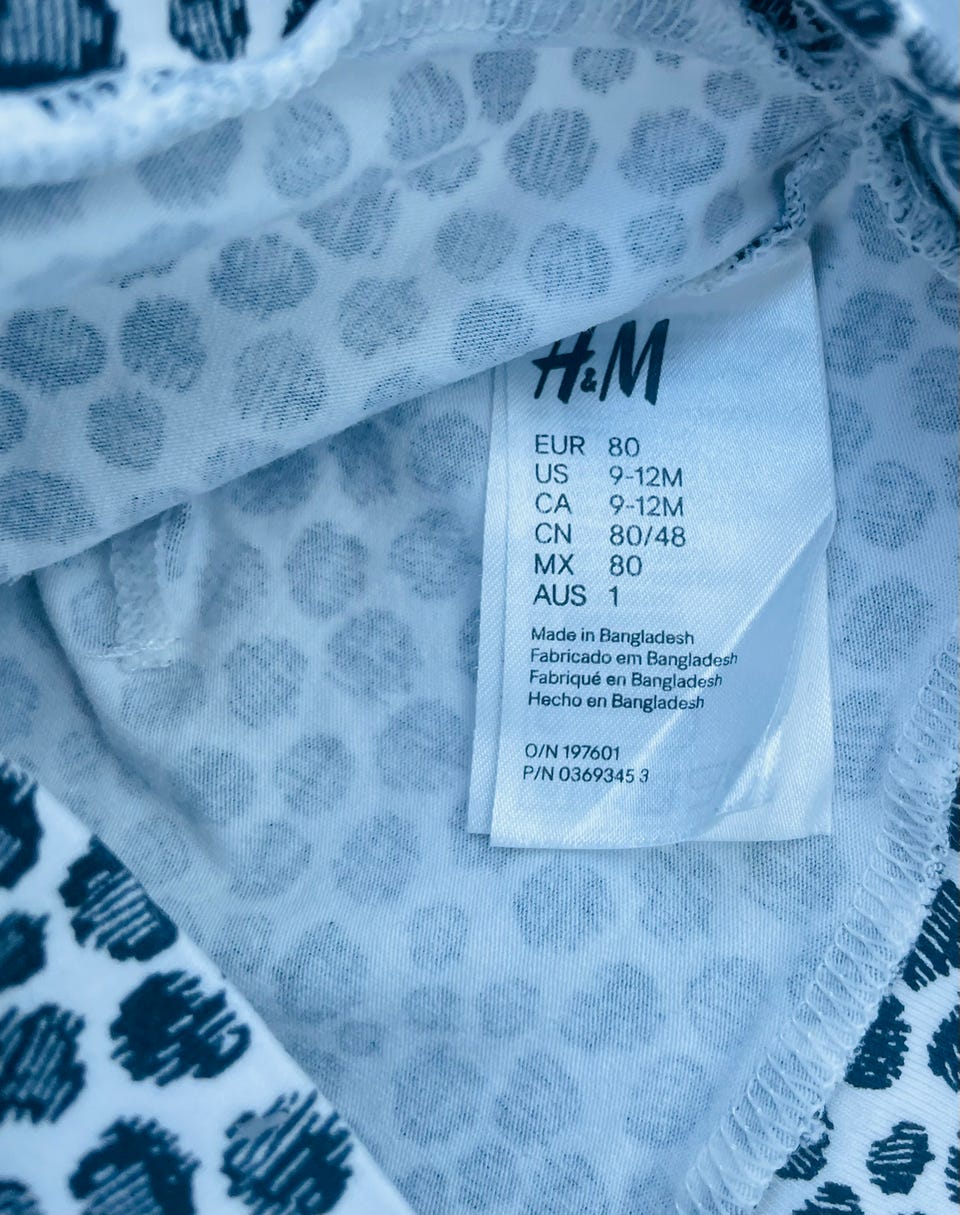 H&M
EUR 80
US 9-12M
CA 9-12M
CN 80/48
MX 80
AUS 1
Made in Bangladesh
Fabricado em Bangladesh
Fabriqué en Bangladesh
Hecho en Bangladesh
O/N 197601
P/N 0369345 3